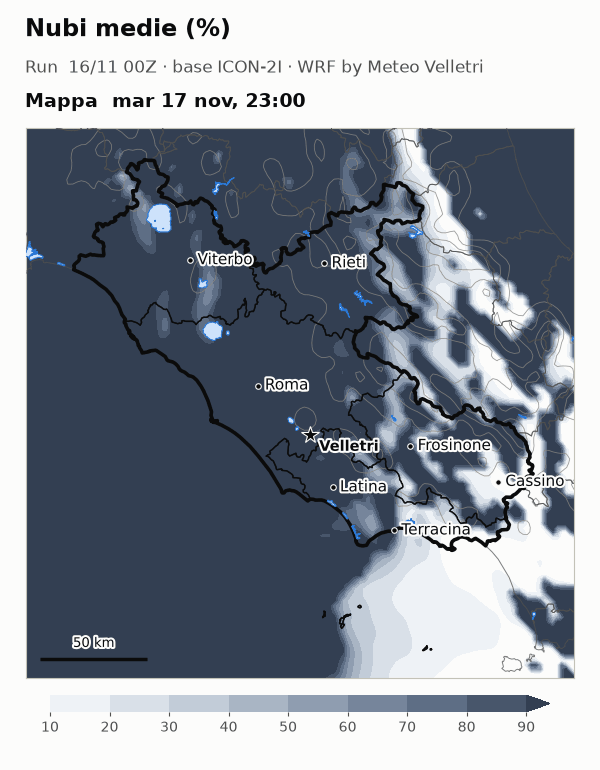 Nubi medie (%)
Run 16/11 00Z · base ICON-2I · WRF by Meteo Velletri
Mappa mar 17 nov, 23:00
Viterbo
Rieti
Roma
Velletri
Frosinone
Cassino
Latina
Terracina
50 km
10 20 30 40 50 60 70 80 90